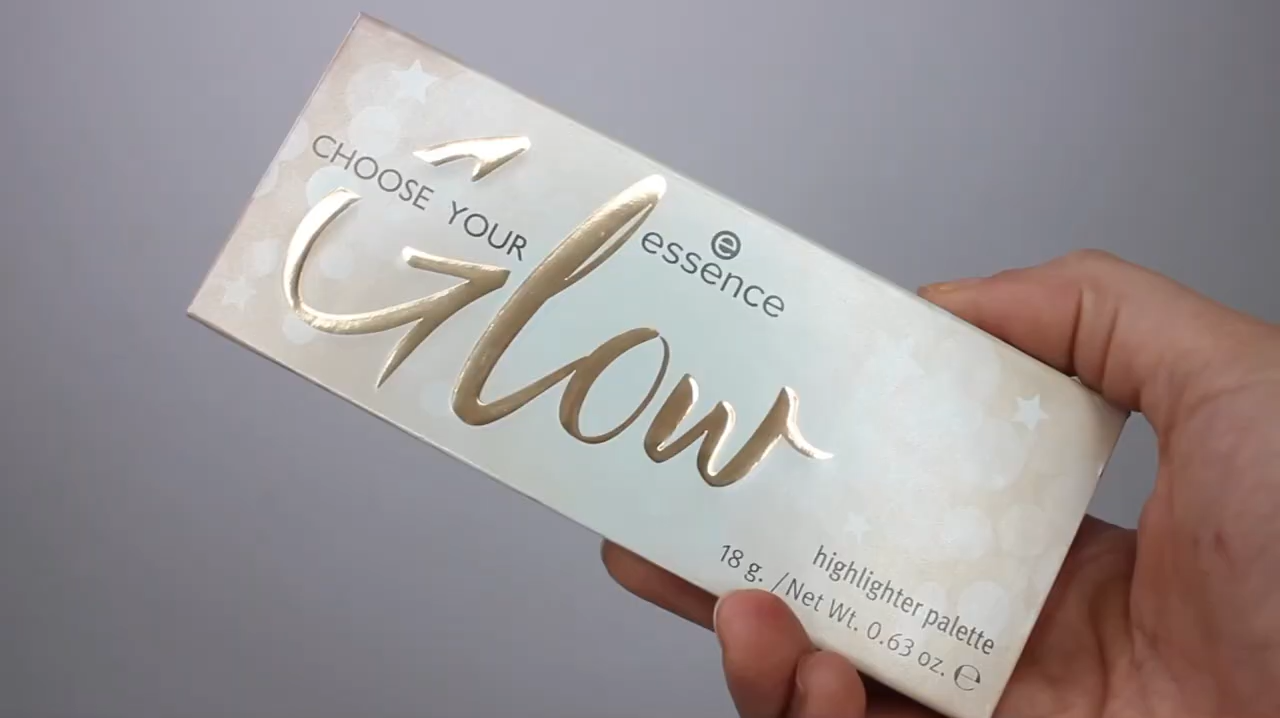 CHOOSE YOUR
Glow
essence
highlighter palette
18 g. / Net Wt. 0.63 oz. ℮